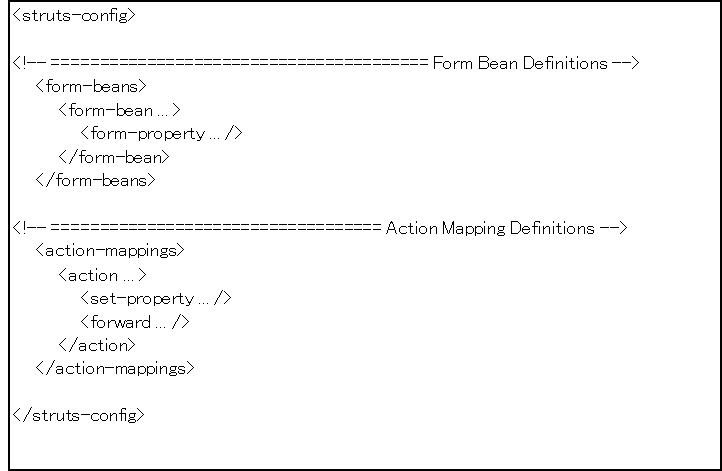 <struts-config>
<!-- ====================================== Form Bean Definitions -->
<form-beans>
<form-bean ... >
<form-property ... />
</form-bean>
</form-beans>
<!-- ================================= Action Mapping Definitions -->
<action-mappings>
<action ... >
<set-property ... />
<forward ... />
</action>
</action-mappings>
</struts-config>